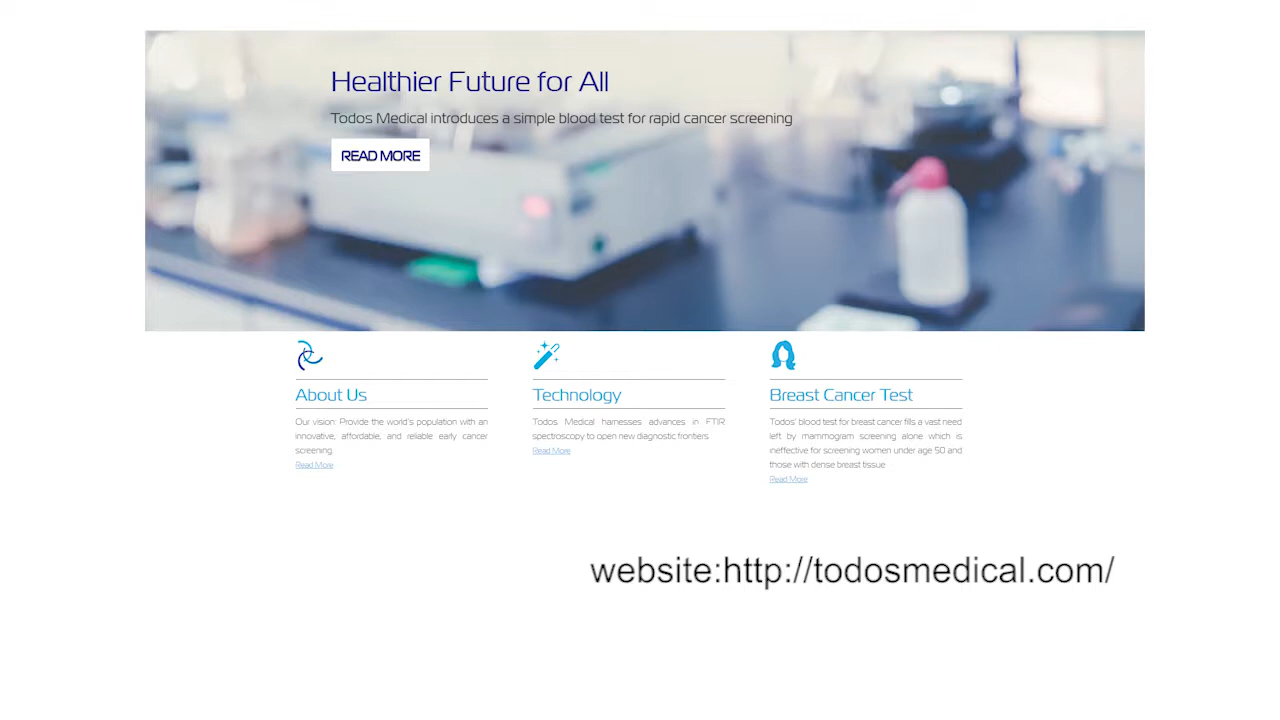 Healthier Future for All
Todos Medical introduces a simple blood test for rapid cancer screening
READ MORE
About Us
Our vision: Provide the world's population with an
innovative, affordable, and reliable early cancer
screening
Read More
Technology
Todos Medical harnesses advances in FTIR
spectroscopy to open new diagnostic frontiers
Read More
Breast Cancer Test
Todos' blood test for breast cancer fills a vast need
left by mammogram screening alone which is
ineffective for screening women under age 50 and
those with dense breast tissue
Read More
website:http://todosmedical.com/